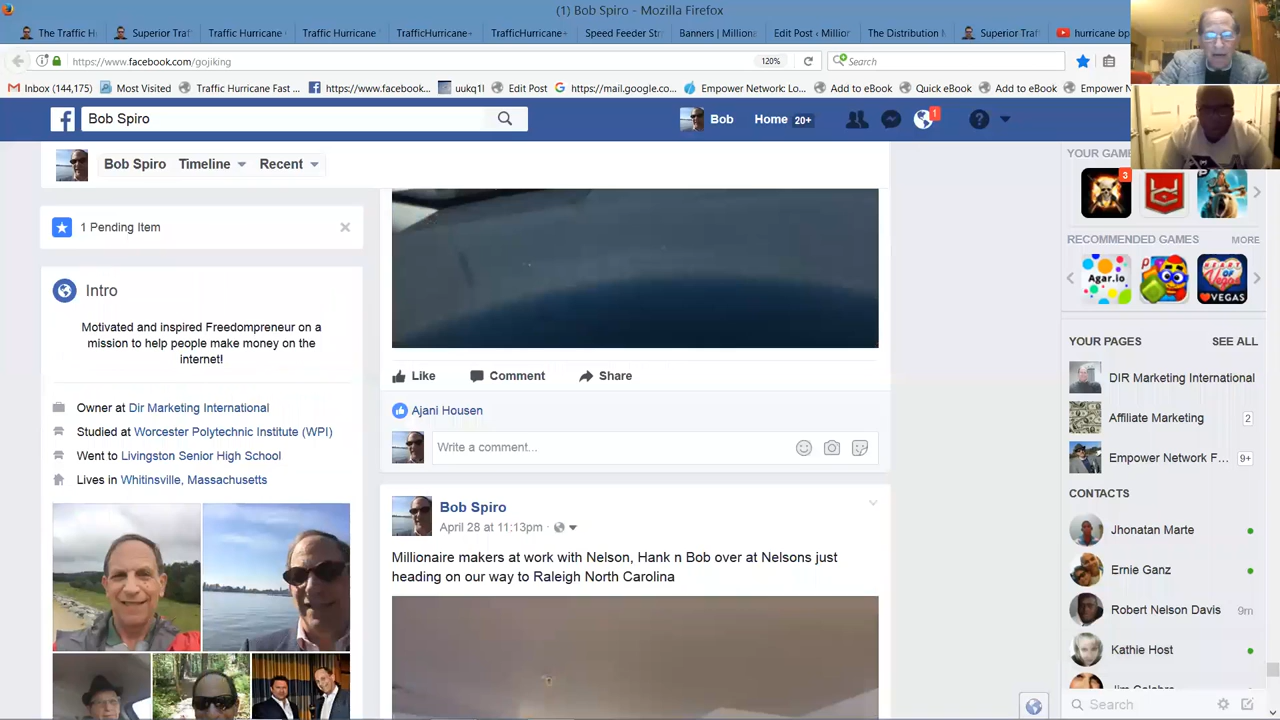 (1) Bob Spiro - Mozilla Firefox
The Traffic H
Superior Traf
Traffic Hurricane
Traffic Hurricane
TrafficHurricane+
TrafficHurricane+
Speed Feeder Str
Banners | Million
Edit Post ‹ Million
The Distribution M
Superior Traf
hurricane bp
https://www.facebook.com/gojiking
120%
Search
Inbox (144,175)
Most Visited
Traffic Hurricane Fast ...
https://www.facebook...
uukq1l
Edit Post
https://mail.google.co...
Empower Network: Lo...
Add to eBook
Quick eBook
Add to eBook
Empower N
Bob Spiro
Bob
Home 20+
1
Bob Spiro
Timeline
Recent
1 Pending Item
Intro
Motivated and inspired Freedompreneur on a
mission to help people make money on the
internet!
Owner at Dir Marketing International
Studied at Worcester Polytechnic Institute (WPI)
Went to Livingston Senior High School
Lives in Whitinsville, Massachusetts
Like
Comment
Share
Ajani Housen
Write a comment...
Bob Spiro
April 28 at 11:13pm ·
Millionaire makers at work with Nelson, Hank n Bob over at Nelsons just
heading on our way to Raleigh North Carolina
YOUR GAME
3
RECOMMENDED GAMES
MORE
Agar.io
HEART OF VEGAS
YOUR PAGES
SEE ALL
DIR Marketing International
Affiliate Marketing
2
Empower Network F...
9+
CONTACTS
Jhonatan Marte
Ernie Ganz
Robert Nelson Davis
9m
Kathie Host
Search